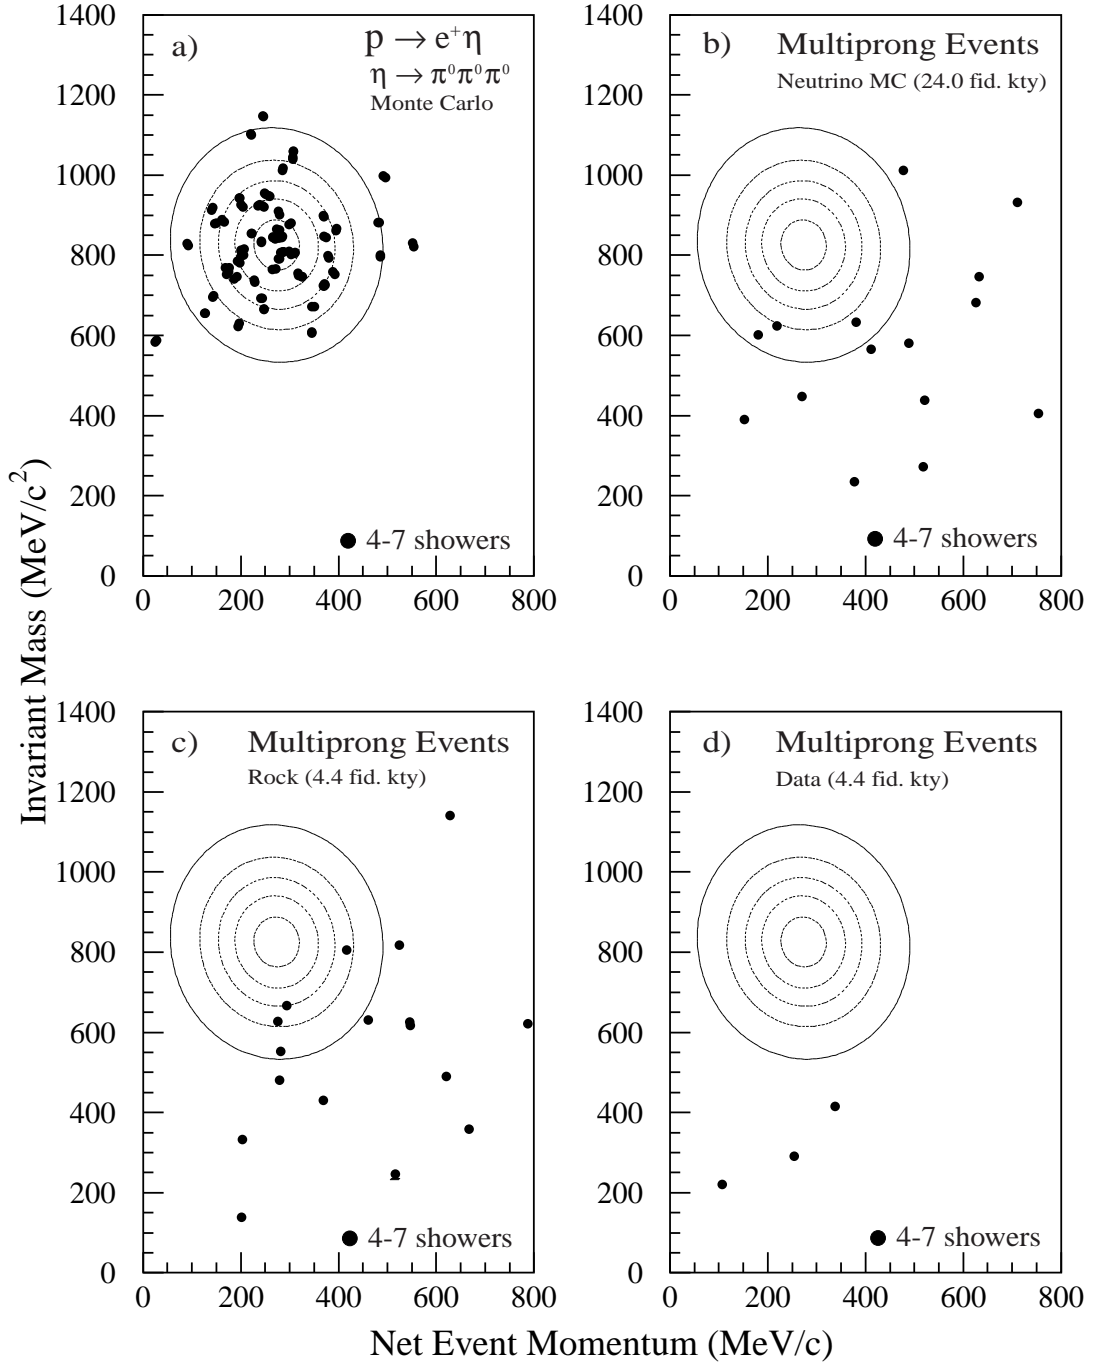 Invariant Mass (MeV/c²)
1400
1200
1000
800
600
400
200
0
0 200 400 600 800
a)
p → e⁺η
η → π⁰π⁰π⁰
Monte Carlo
4-7 showers
1400
1200
1000
800
600
400
200
0
0 200 400 600 800
b)
Multiprong Events
Neutrino MC (24.0 fid. kty)
4-7 showers
1400
1200
1000
800
600
400
200
0
0 200 400 600 800
c)
Multiprong Events
Rock (4.4 fid. kty)
4-7 showers
1400
1200
1000
800
600
400
200
0
0 200 400 600 800
d)
Multiprong Events
Data (4.4 fid. kty)
4-7 showers
Net Event Momentum (MeV/c)